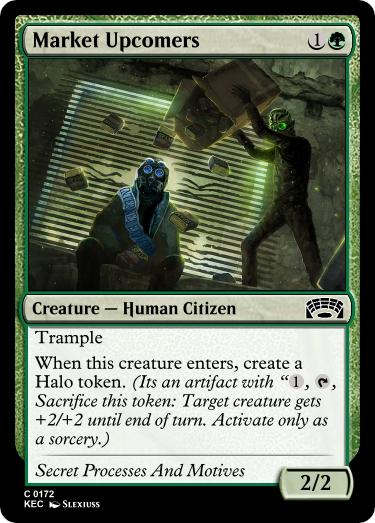 Market Upcomers 1
Creature — Human Citizen
Trample
When this creature enters, create a
Halo token. (Its an artifact with “1, T,
Sacrifice this token: Target creature gets
+2/+2 until end of turn. Activate only as
a sorcery.)
Secret Processes And Motives
2/2
C 0172
KEC Slexiuss